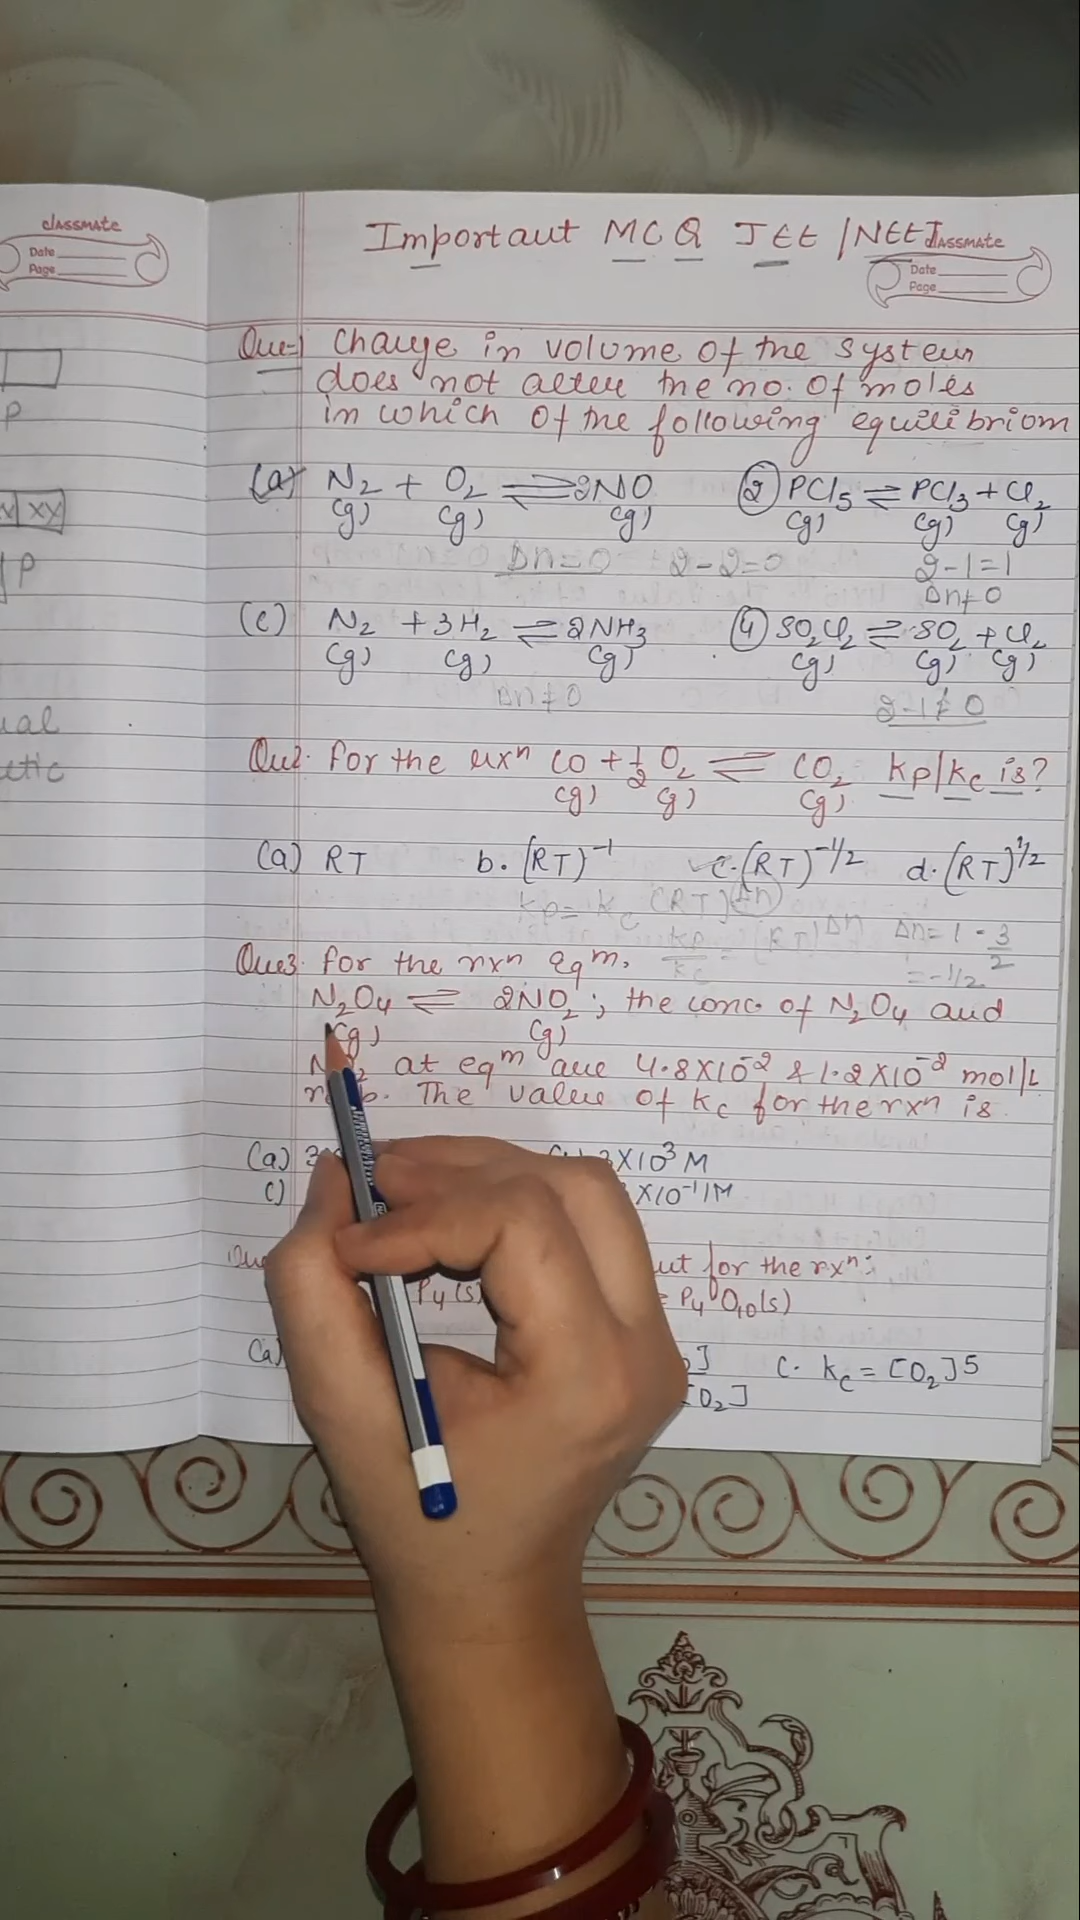 classmate
Date
Page
Important MCQ JEE/NEET
classmate
Date
Page
P
XY
P
Que-1 Change in volume of the system
does not alter the no. of moles
in which of the following equilibriom
(a) N₂ + O₂ ⇌ 2NO ② PCl₅ ⇌ PCl₃ + Cl₂
(g) (g) (g) (g) (g) (g)
Δn=0 2-2=0 2-1=1
Δn≠0
(c) N₂ + 3H₂ ⇌ 2NH₃ ④ SO₂Cl₂ ⇌ SO₂ + Cl₂
(g) (g) (g) (g) (g) (g)
Δn≠0 2-1≠0
Qu2. For the rxⁿ CO + 1/2 O₂ ⇌ CO₂ kp/kc is?
(g) (g) (g)
(a) RT b. (RT)⁻¹ c. (RT)^-1/2 d. (RT)^1/2
kp = kc (RT)^Δn
kp/kc = (RT)^Δn Δn = 1 - 3/2
= -1/2
Que3. for the rxⁿ eqᵐ,
N₂O₄ ⇌ 2NO₂; the conc. of N₂O₄ and
(g) (g)
at eqᵐ are 4.8×10⁻² & 1.2×10⁻² mol/L
The value of kc for the rxⁿ is
(a) 3 ×10³ M
c) ×10⁻¹ M
for the rxⁿ:
P₄(s) P₄O₁₀(s)
(a) ] c. kc = [O₂]⁵
[O₂]